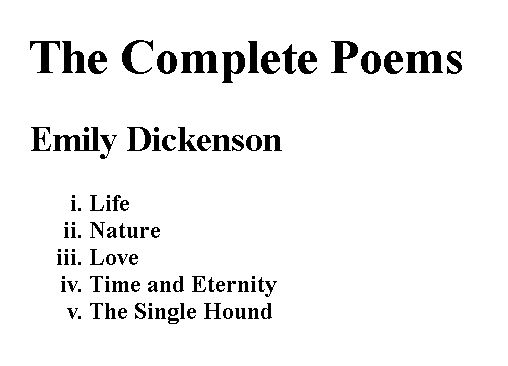 The Complete Poems
Emily Dickenson
i. Life
ii. Nature
iii. Love
iv. Time and Eternity
v. The Single Hound